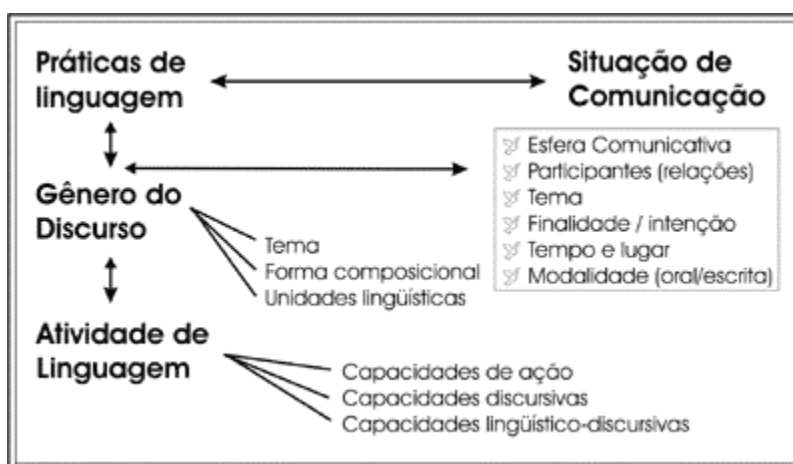 Práticas de
linguagem
Situação de
Comunicação
Esfera Comunicativa
Participantes (relações)
Tema
Finalidade / intenção
Tempo e lugar
Modalidade (oral/escrita)
Gênero do
Discurso
Tema
Forma composicional
Unidades lingüísticas
Atividade de
Linguagem
Capacidades de ação
Capacidades discursivas
Capacidades lingüístico-discursivas